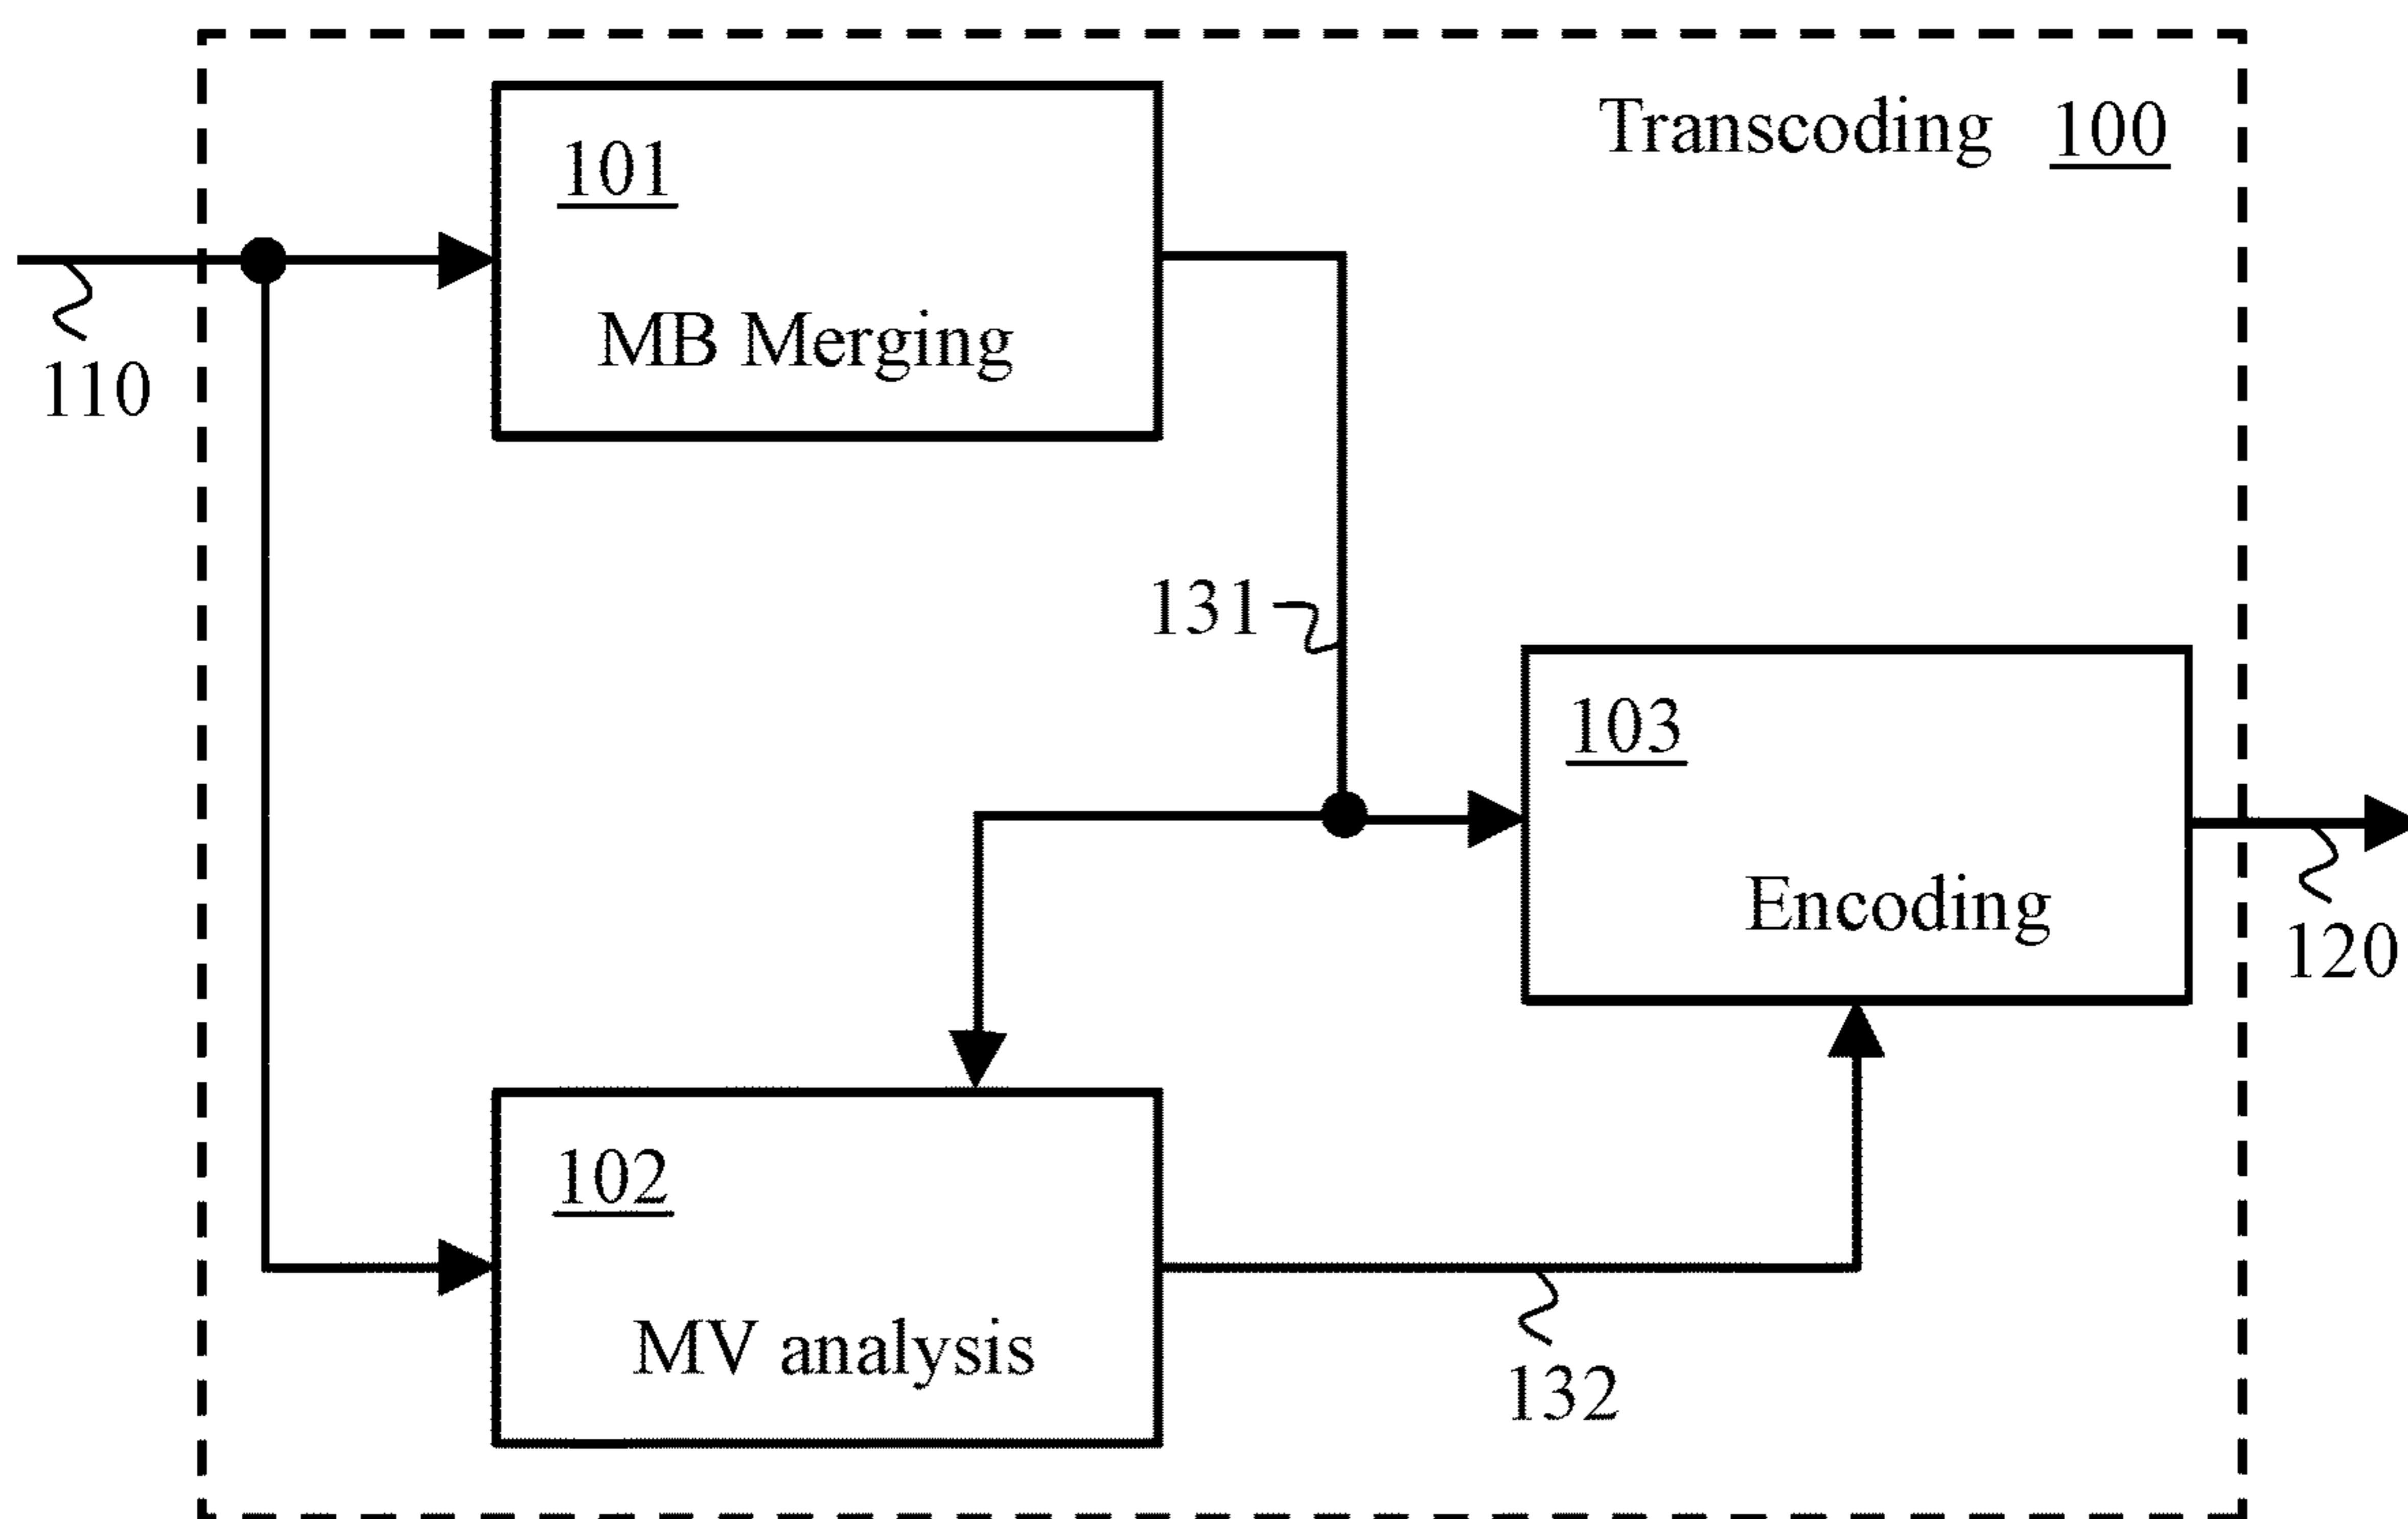 Transcoding 100
101
MB Merging
110
131
103
Encoding
120
102
MV analysis
132